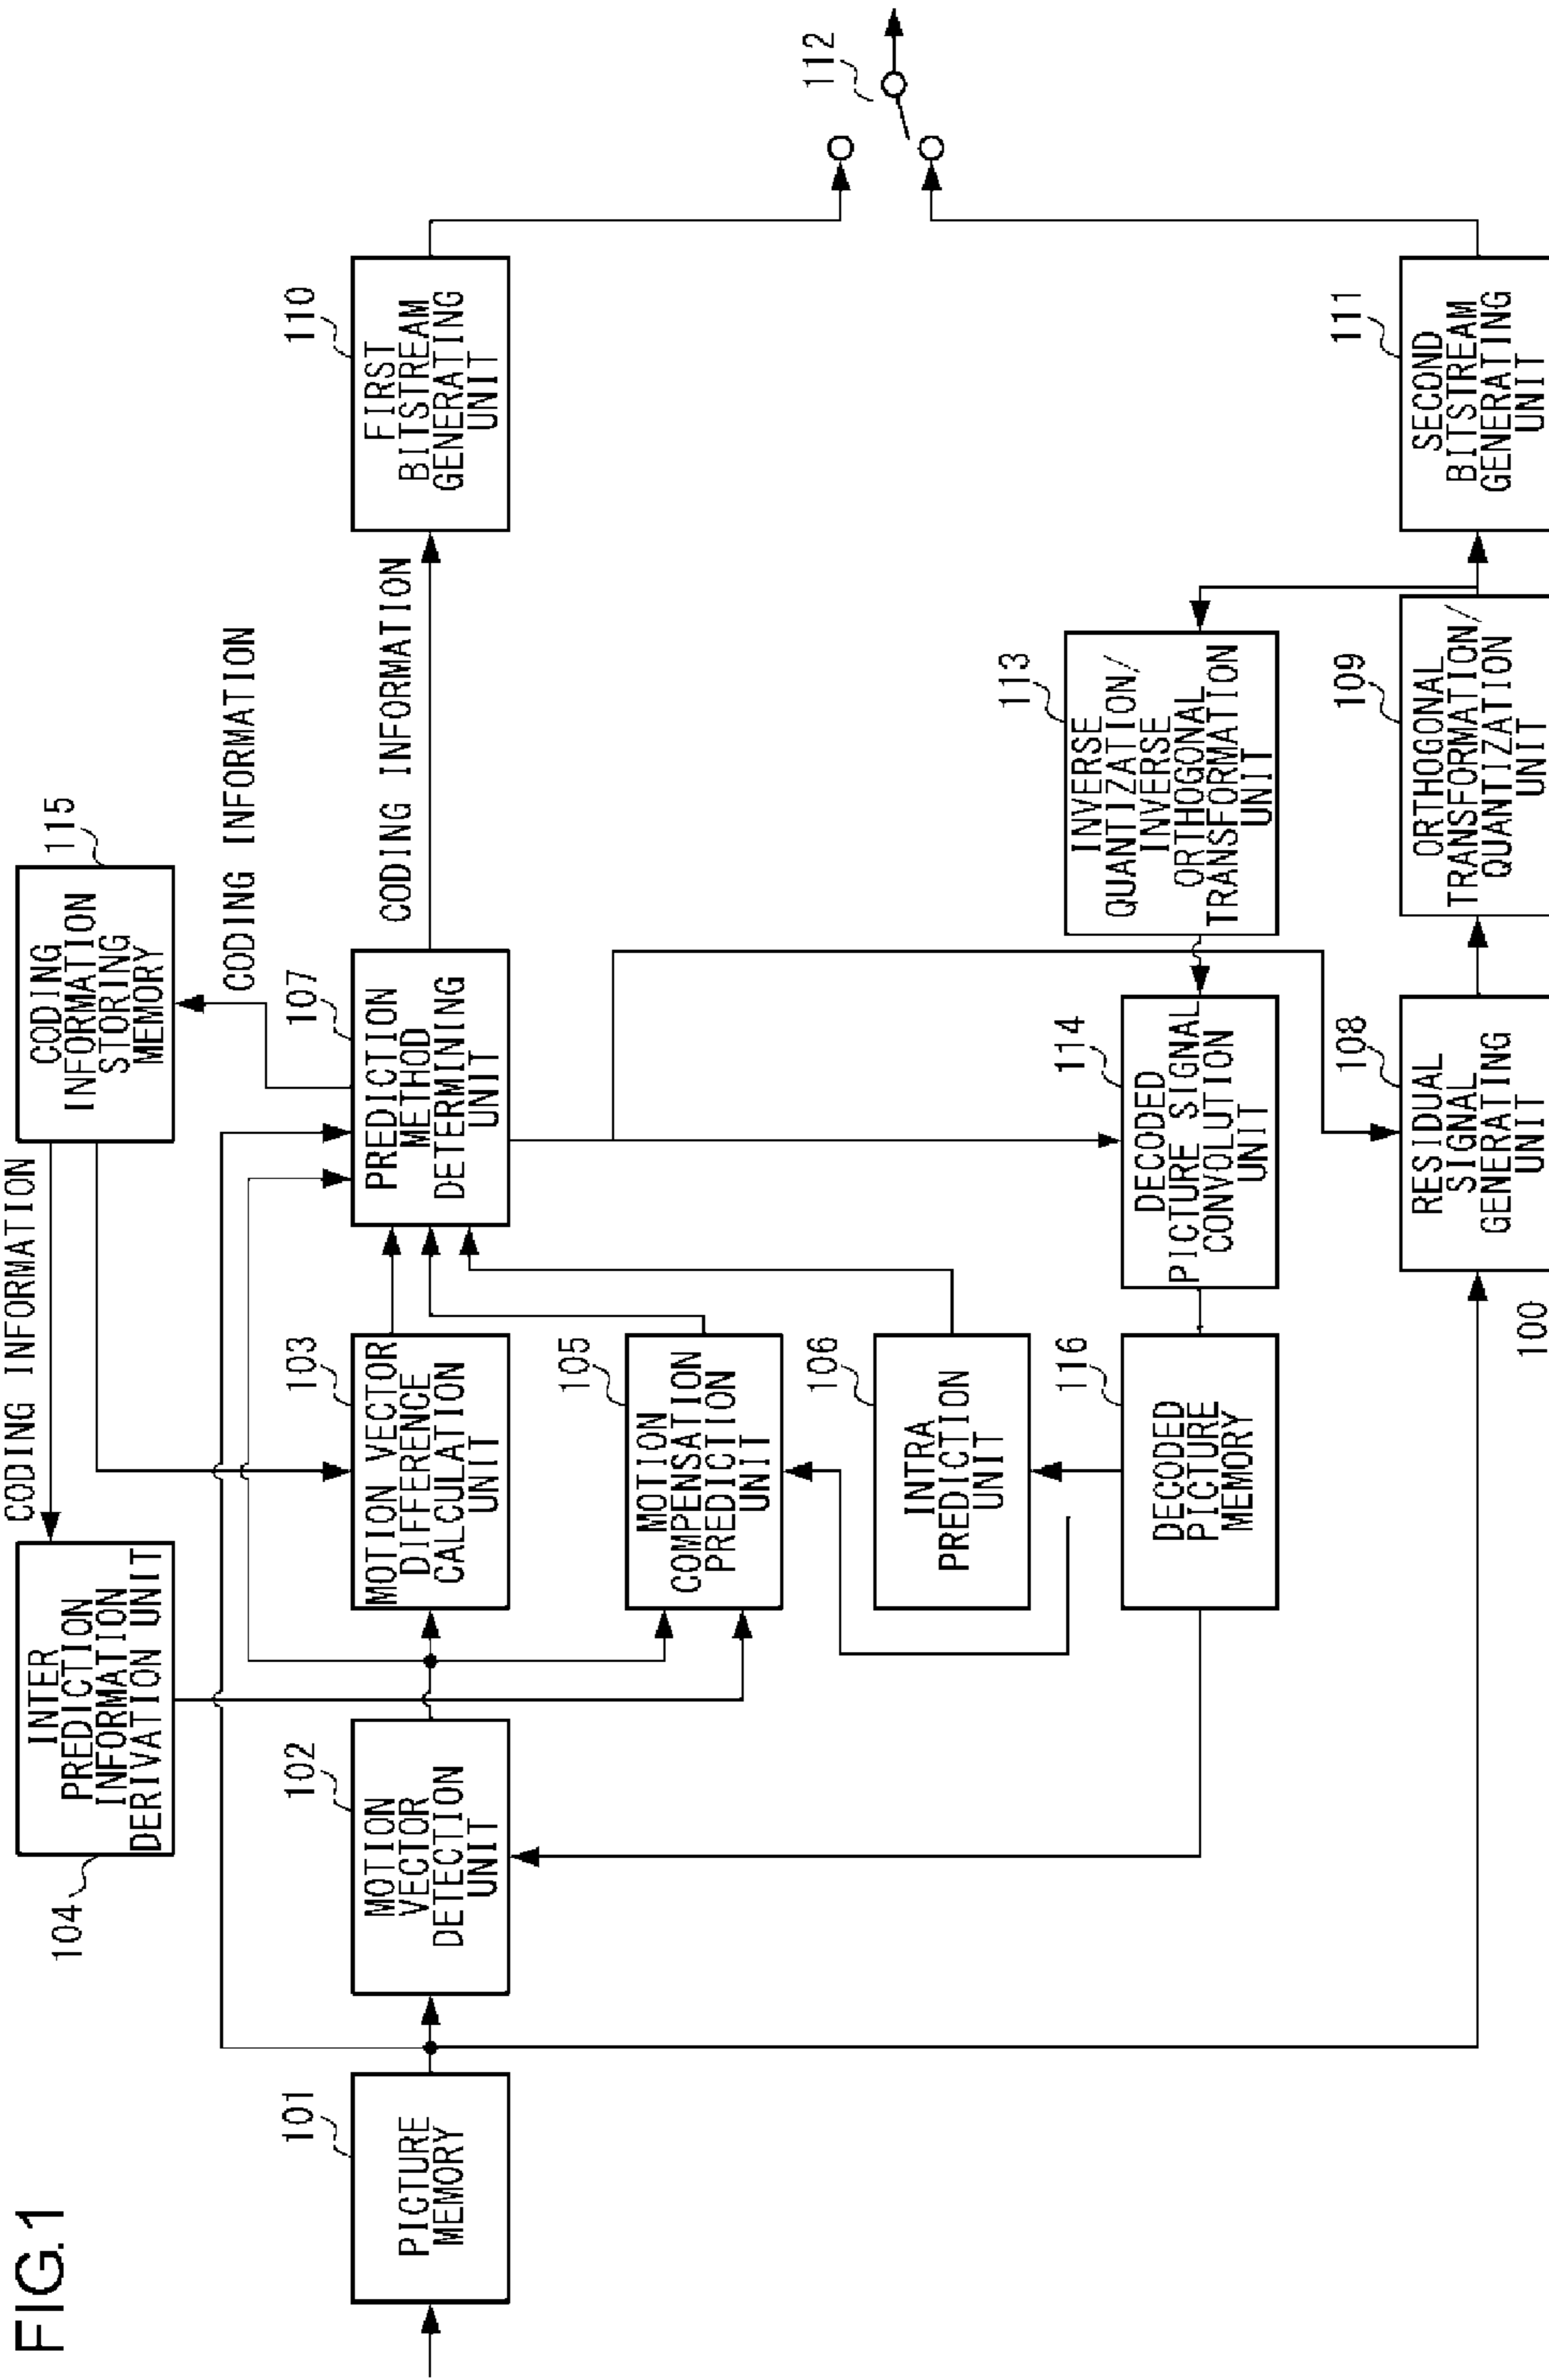 FIG.1
104
INTER
PREDICTION
INFORMATION
DERIVATION UNIT
CODING INFORMATION
115
CODING
INFORMATION
STORING
MEMORY
CODING INFORMATION
101
PICTURE
MEMORY
102
MOTION
VECTOR
DETECTION
UNIT
103
MOTION VECTOR
DIFFERENCE
CALCULATION
UNIT
107
PREDICTION
METHOD
DETERMINING
UNIT
CODING INFORMATION
110
FIRST
BITSTREAM
GENERATING
UNIT
105
MOTION
COMPENSATION
PREDICTION
UNIT
106
INTRA
PREDICTION
UNIT
112
116
DECODED
PICTURE
MEMORY
114
DECODED
PICTURE SIGNAL
CONVOLUTION
UNIT
113
INVERSE
QUANTIZATION/
INVERSE
ORTHOGONAL
TRANSFORMATION
UNIT
108
RESIDUAL
SIGNAL
GENERATING
UNIT
109
ORTHOGONAL
TRANSFORMATION/
QUANTIZATION
UNIT
111
SECOND
BITSTREAM
GENERATING
UNIT
100